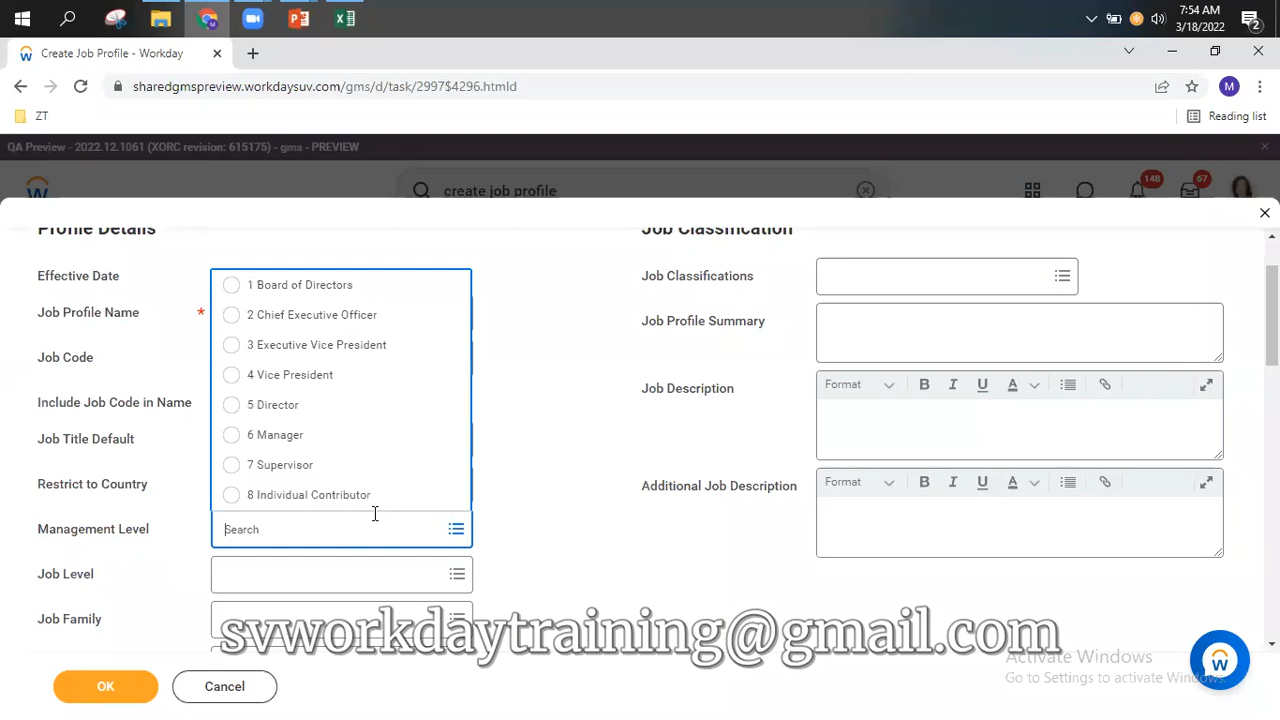 7:54 AM
3/18/2022
2
Create Job Profile - Workday
sharedgmspreview.workdaysuv.com/gms/d/task/2997$4296.htmld
M
ZT
Reading list
QA Preview - 2022.12.1061 (XORC revision: 615175) - gms - PREVIEW
create job profile
148
67
Profile Details
Job Classification
Effective Date
Job Profile Name *
Job Code
Include Job Code in Name
Job Title Default
Restrict to Country
Management Level
Job Level
Job Family
1 Board of Directors
2 Chief Executive Officer
3 Executive Vice President
4 Vice President
5 Director
6 Manager
7 Supervisor
8 Individual Contributor
Search
Job Classifications
Job Profile Summary
Job Description
Format B I U A
Additional Job Description
Format B I U A
svworkdaytraining@gmail.com
Activate Windows
Go to Settings to activate Windows.
OK
Cancel